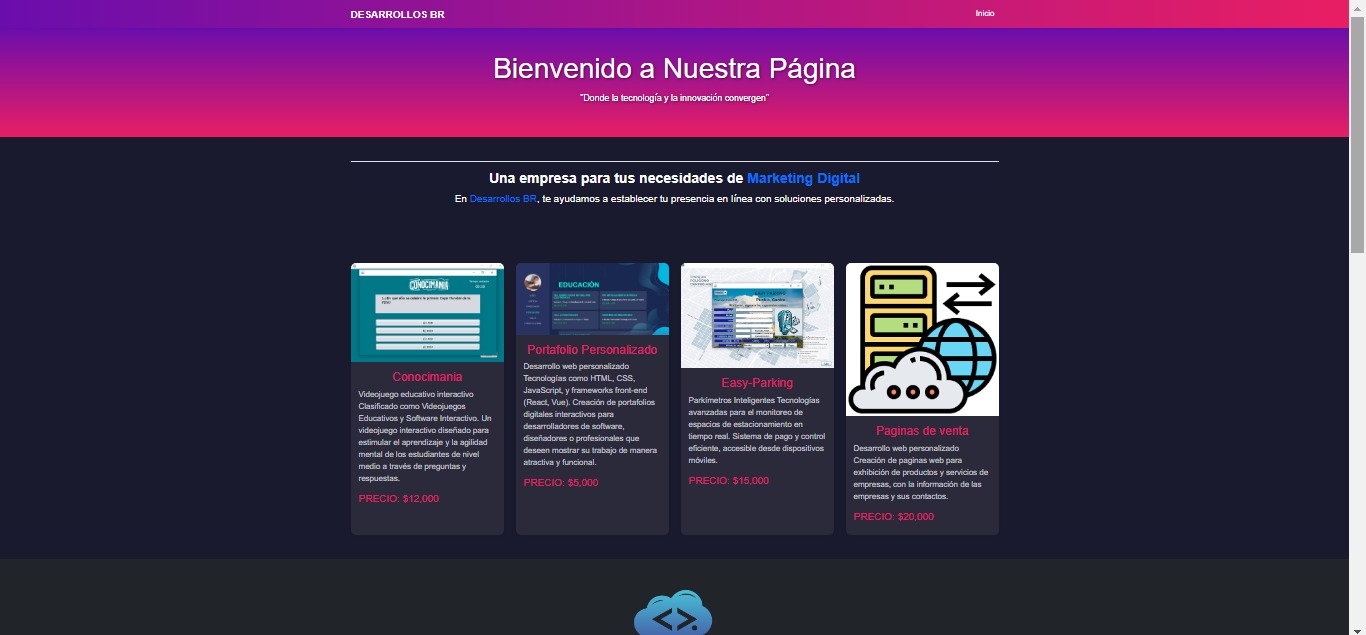 DESARROLLOS BR
Inicio
Bienvenido a Nuestra Página
"Donde la tecnología y la innovación convergen"
Una empresa para tus necesidades de Marketing Digital
En Desarrollos BR, te ayudamos a establecer tu presencia en línea con soluciones personalizadas.
CONOCIMANIA
Conocimania
Videojuego educativo interactivo
Clasificado como Videojuegos
Educativos y Software Interactivo. Un
videojuego interactivo diseñado para
estimular el aprendizaje y la agilidad
mental de los estudiantes de nivel
medio a través de preguntas y
respuestas.
PRECIO: $12,000
EDUCACIÓN
Portafolio Personalizado
Desarrollo web personalizado
Tecnologías como HTML, CSS,
JavaScript, y frameworks front-end
(React, Vue). Creación de portafolios
digitales interactivos para
desarrolladores de software,
diseñadores o profesionales que
deseen mostrar su trabajo de manera
atractiva y funcional.
PRECIO: $5,000
Easy-Parking
Parkímetros Inteligentes Tecnologías
avanzadas para el monitoreo de
espacios de estacionamiento en
tiempo real. Sistema de pago y control
eficiente, accesible desde dispositivos
móviles.
PRECIO: $15,000
Paginas de venta
Desarrollo web personalizado
Creación de paginas web para
exhibición de productos y servicios de
empresas, con la información de las
empresas y sus contactos.
PRECIO: $20,000